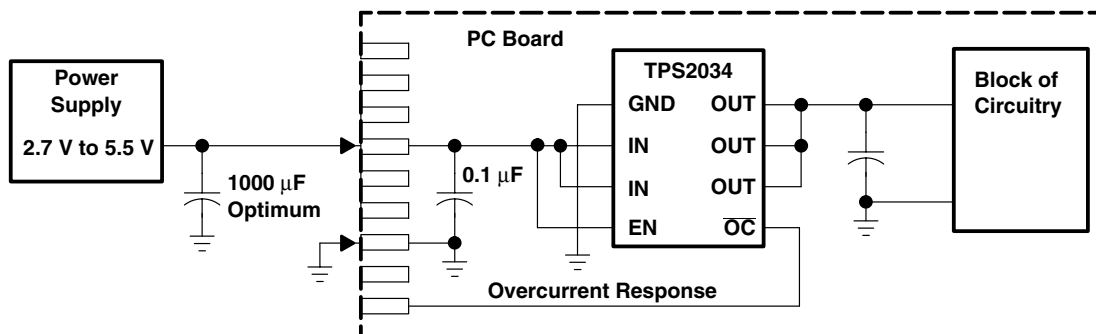 PC Board
Power
Supply
2.7 V to 5.5 V
1000 μF
Optimum
0.1 μF
TPS2034
GND OUT
IN OUT
IN OUT
EN O̅C̅
Block of
Circuitry
Overcurrent Response